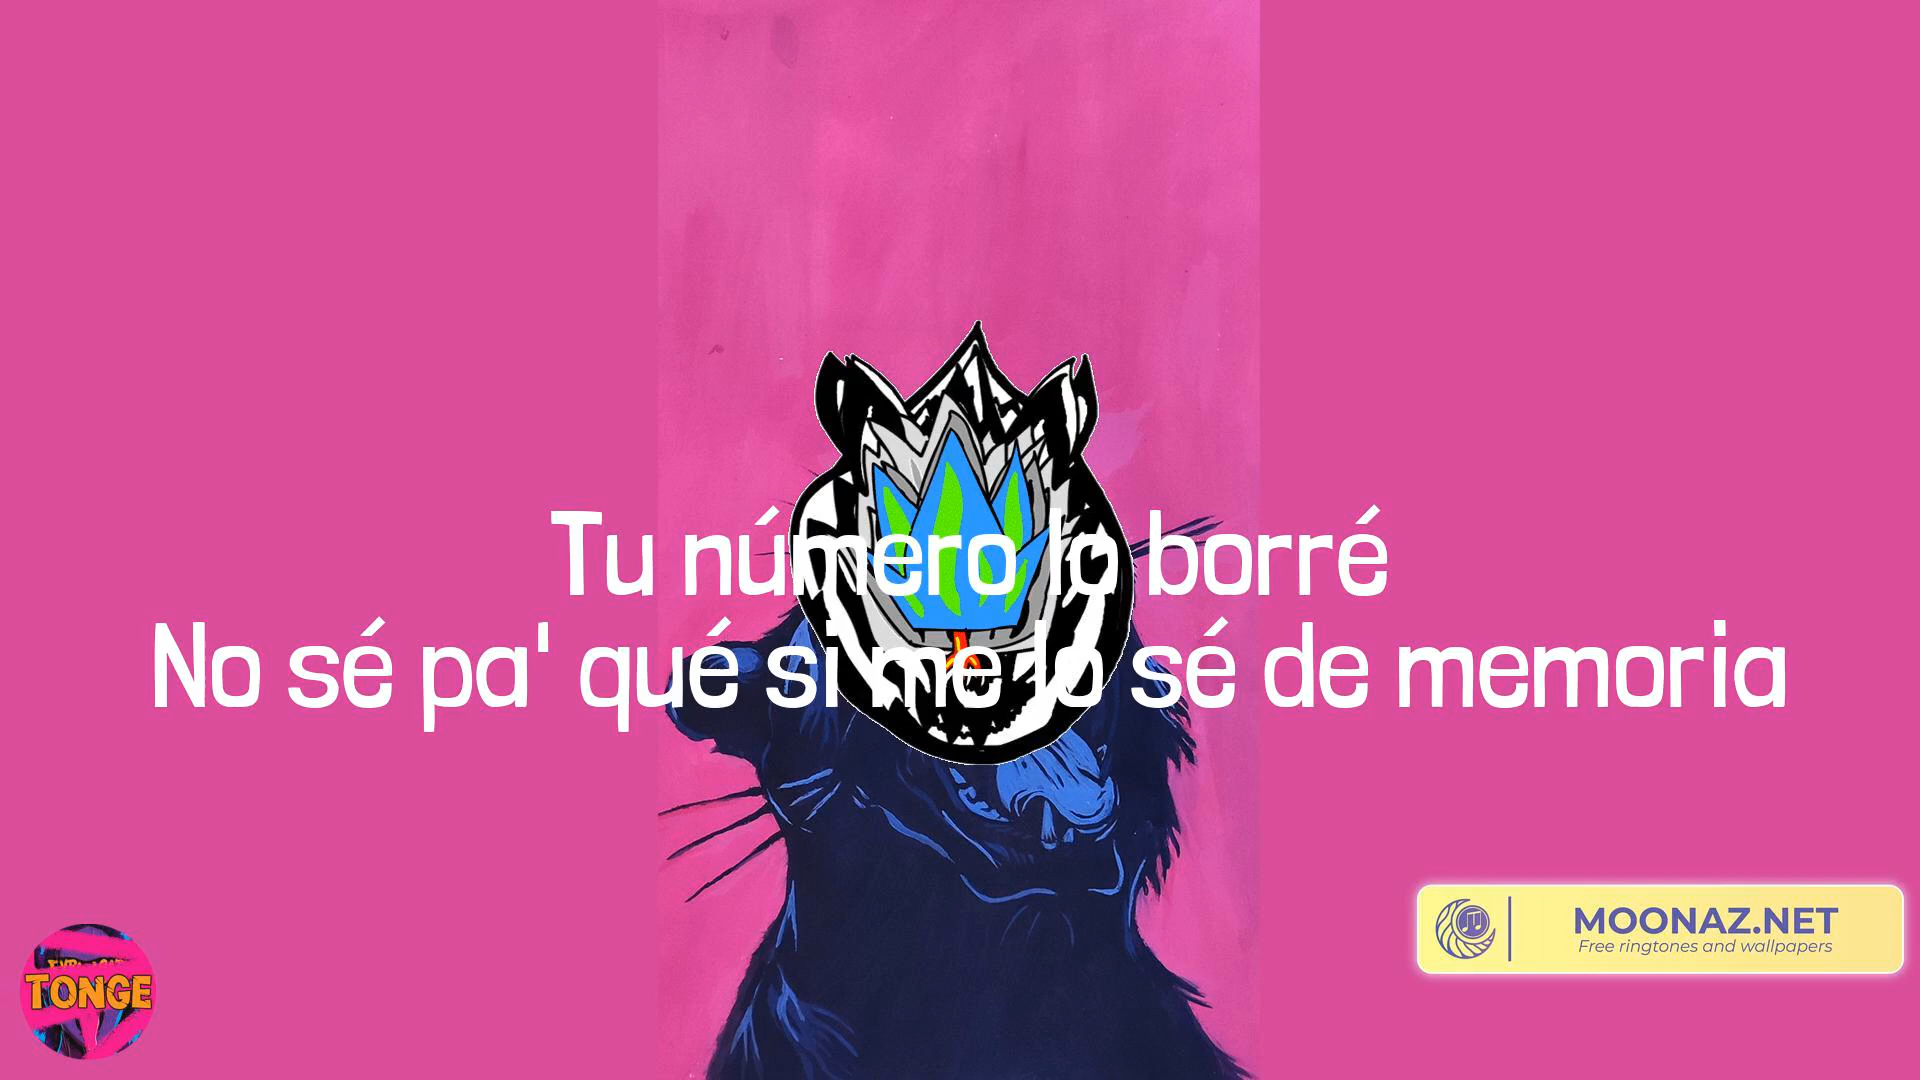 Tu número lo borré
No sé pa' qué si me lo sé de memoria
MOONAZ.NET
Free ringtones and wallpapers
TONGE